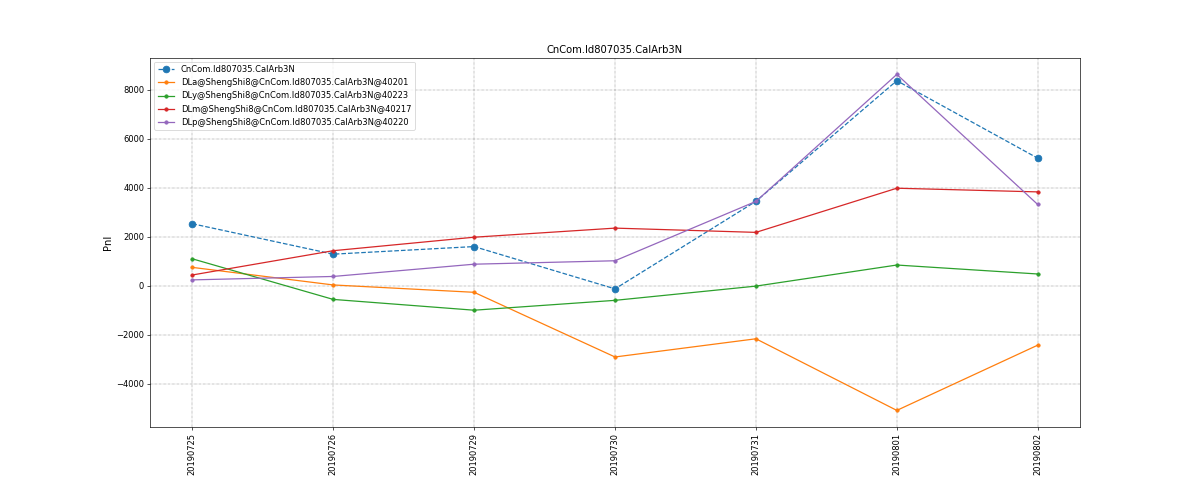 CnCom.Id807035.CalArb3N
CnCom.Id807035.CalArb3N
DLa@ShengShi8@CnCom.Id807035.CalArb3N@40201
DLy@ShengShi8@CnCom.Id807035.CalArb3N@40223
DLm@ShengShi8@CnCom.Id807035.CalArb3N@40217
DLp@ShengShi8@CnCom.Id807035.CalArb3N@40220
8000
6000
4000
2000
0
−2000
−4000
Pnl
20190725
20190726
20190729
20190730
20190731
20190801
20190802